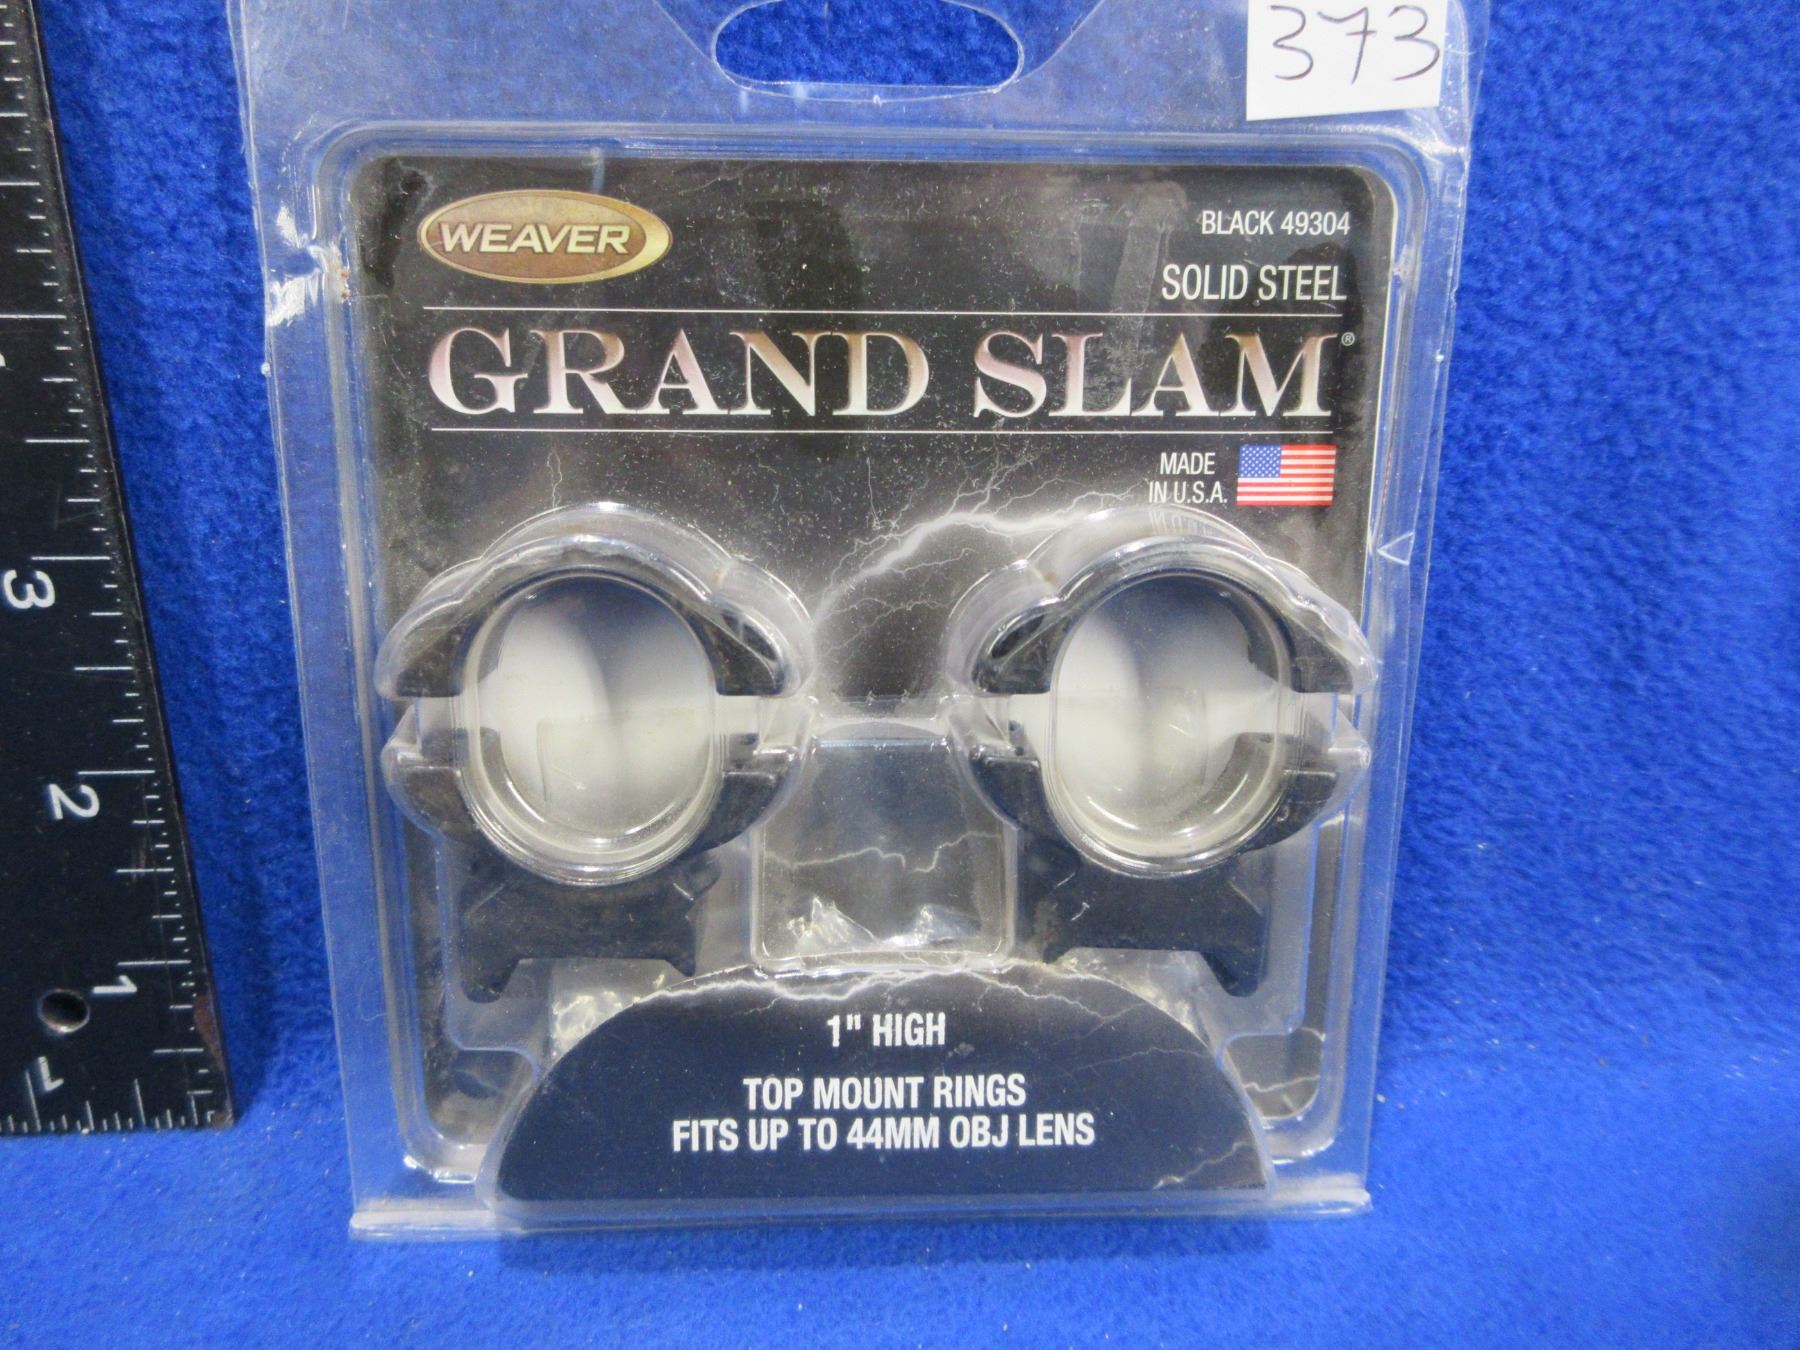 373
WEAVER
BLACK 49304
SOLID STEEL
GRAND SLAM®
MADE
IN U.S.A.
1" HIGH
TOP MOUNT RINGS
FITS UP TO 44MM OBJ LENS
3
2
1
1